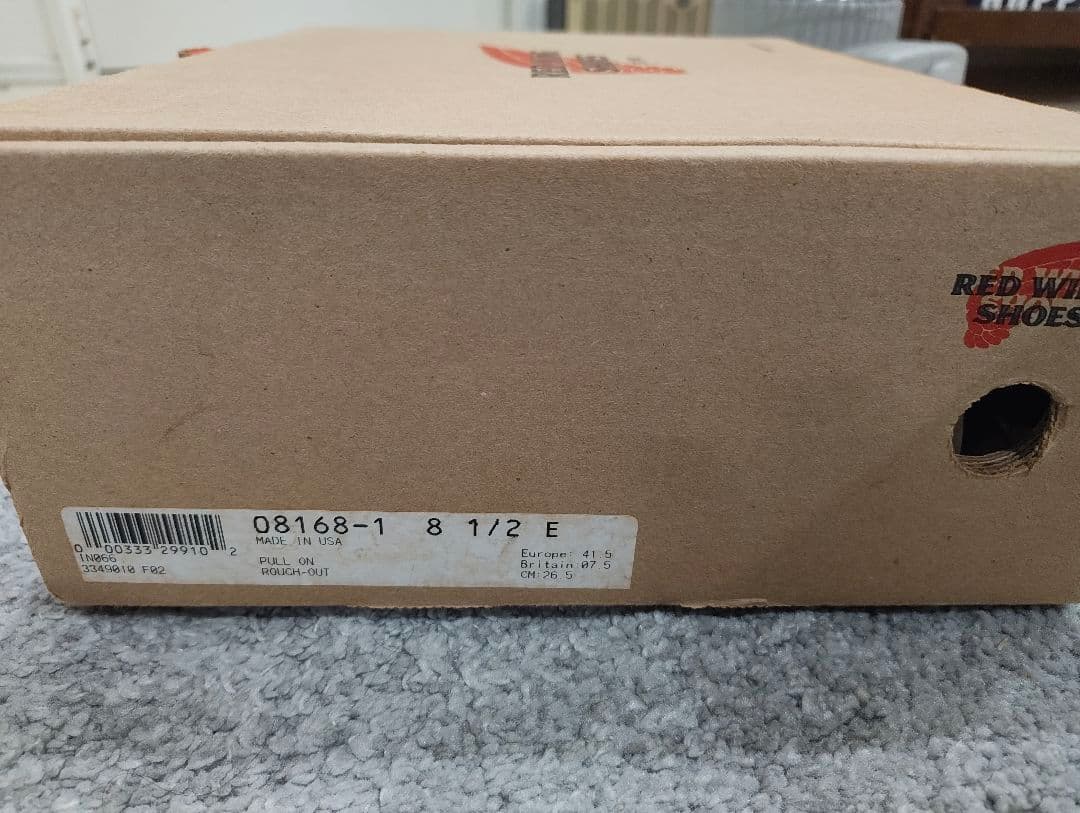 RED WI
SHOES
08168-1 8 1/2 E
MADE IN USA
0 00333 29910 2
IN066
3349010 F02
PULL ON
ROUGH-OUT
Europe: 41.5
Britain:07.5
CM:26.5